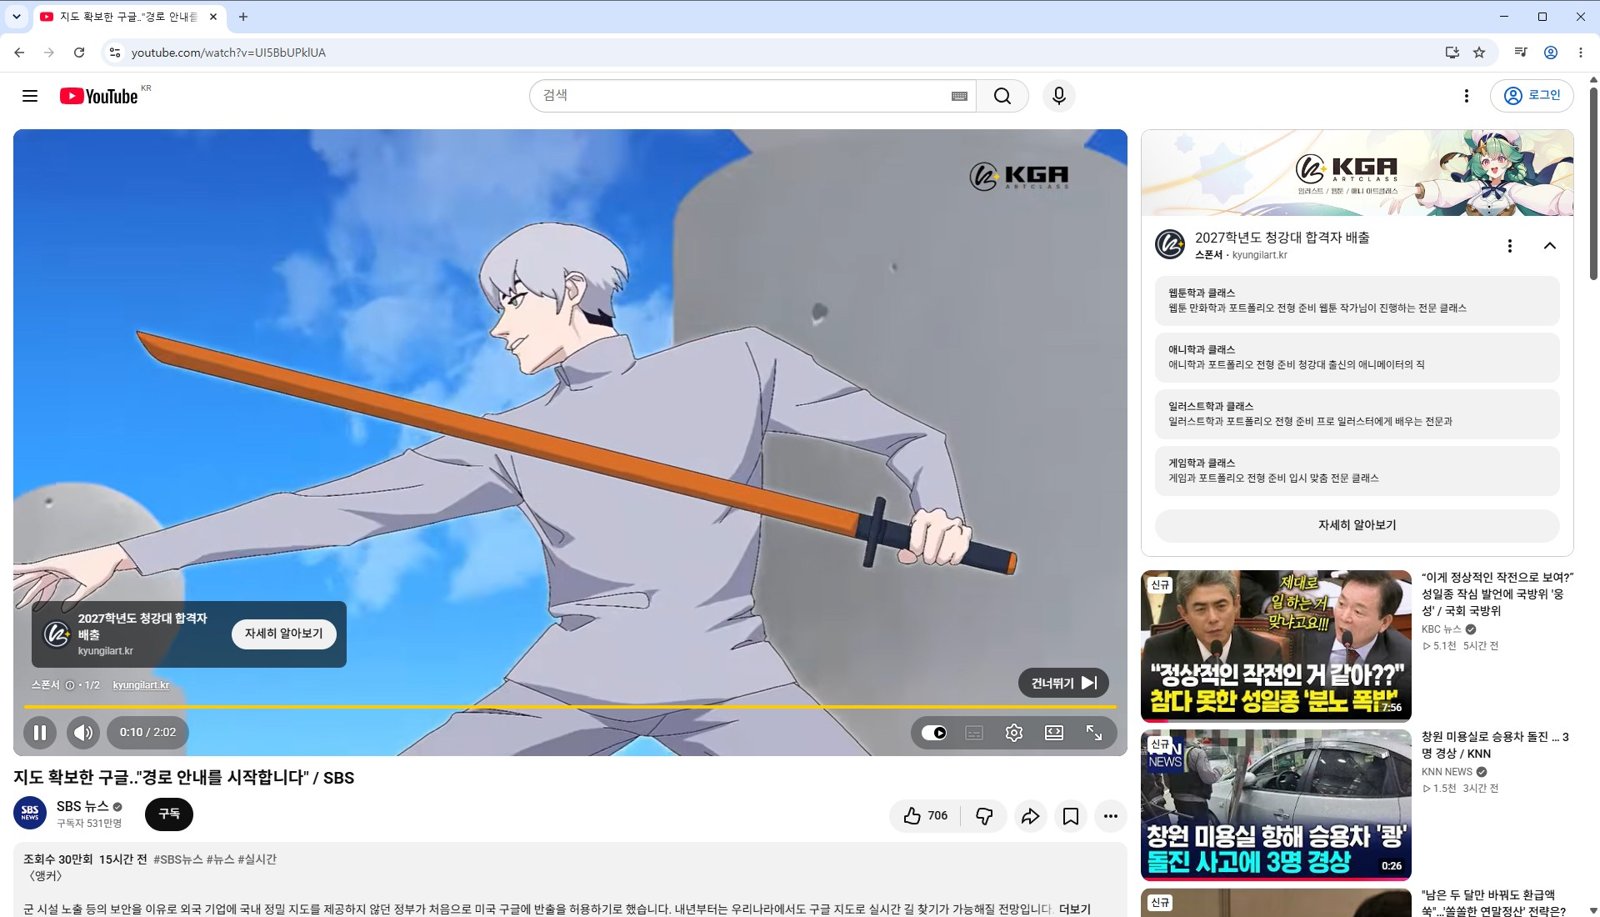 지도 확보한 구글.."경로 안내를
youtube.com/watch?v=UI5BbUPklUA
YouTube KR
검색
로그인
KGA
ARTCLASS
2027학년도 청강대 합격자
배출
kyungilart.kr
자세히 알아보기
스폰서 · 1/2 kyungilart.kr
건너뛰기
0:10 / 2:02
지도 확보한 구글.."경로 안내를 시작합니다" / SBS
SBS
NEWS
SBS 뉴스
구독자 531만명
구독
706
조회수 30만회 15시간 전 #SBS뉴스 #뉴스 #실시간
〈앵커〉
군 시설 노출 등의 보안을 이유로 외국 기업에 국내 정밀 지도를 제공하지 않던 정부가 처음으로 미국 구글에 반출을 허용하기로 했습니다. 내년부터는 우리나라에서도 구글 지도로 실시간 길 찾기가 가능해질 전망입니다. 더보기
KGA
ARTCLASS
일러스트 / 웹툰 / 애니 아트클래스
2027학년도 청강대 합격자 배출
스폰서 · kyungilart.kr
웹툰학과 클래스
웹툰 만화학과 포트폴리오 전형 준비 웹툰 작가님이 진행하는 전문 클래스
애니학과 클래스
애니학과 포트폴리오 전형 준비 청강대 출신의 애니메이터의 직
일러스트학과 클래스
일러스트학과 포트폴리오 전형 준비 프로 일러스터에게 배우는 전문과
게임학과 클래스
게임과 포트폴리오 전형 준비 입시 맞춤 전문 클래스
자세히 알아보기
신규
제대로
일 하는 거
맞냐고요!!!
"정상적인 작전인 거 같아??"
참다 못한 성일종 '분노 폭발'
7:56
"이게 정상적인 작전으로 보여?"
성일종 작심 발언에 국방위 '웅
성' / 국회 국방위
KBC 뉴스
5.1천 5시간 전
신규
NEWS
창원 미용실 향해 승용차 '쾅'
돌진 사고에 3명 경상
0:26
창원 미용실로 승용차 돌진 ... 3
명 경상 / KNN
KNN NEWS
1.5천 3시간 전
신규
"남은 두 달만 바꿔도 환급액
쑥"..'쏠쏠한 연말정산' 전략은?